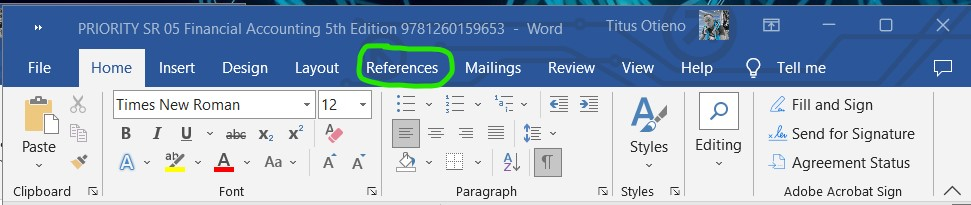 PRIORITY SR 05 Financial Accounting 5th Edition 9781260159653 - Word Titus Otieno
File Home Insert Design Layout References Mailings Review View Help Tell me
Times New Roman 12
Fill and Sign
B I U abc x₂ x² Send for Signature
Paste Styles Editing
A A Aa A A Agreement Status
Clipboard Font Paragraph Styles Adobe Acrobat Sign